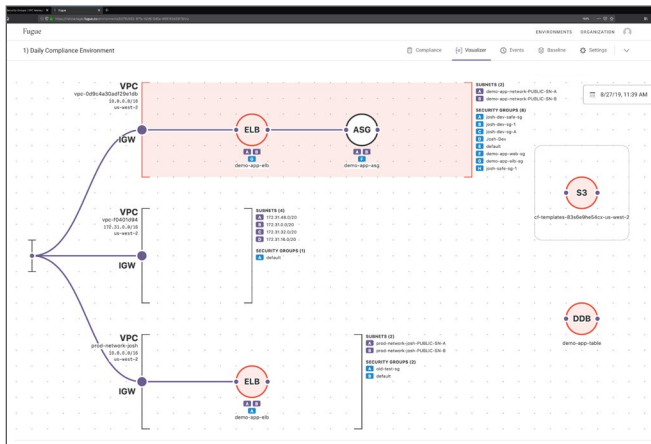 Fugue
ENVIRONMENTS ORGANIZATION
1) Daily Compliance Environment
Compliance Visualizer Events Baseline Settings
8/27/19, 11:39 AM
VPC
vpc-0d9c4a30adf29e1db
10.0.0.0/16
us-west-2
IGW
ELB
A B
G
demo-app-elb
ASG
A B
F
demo-app-asg
SUBNETS (2)
A demo-app-network-PUBLIC-SN-A
B demo-app-network-PUBLIC-SN-B
SECURITY GROUPS (8)
A josh-dev-safe-sg
B josh-dev-sg-1
C josh-dev-sg-A
D Josh-Dev
E default
F demo-app-web-sg
G demo-app-elb-sg
H josh-safe-sg-1
S3
cf-templates-83s6e9he54cc-us-west-2
VPC
vpc-f0401d94
172.31.0.0/16
us-west-2
IGW
SUBNETS (4)
A 172.31.48.0/20
B 172.31.0.0/20
C 172.31.32.0/20
D 172.31.16.0/20
SECURITY GROUPS (1)
A default
DDB
demo-app-table
VPC
prod-network-josh
10.0.0.0/16
us-west-2
IGW
ELB
A B
A
demo-app-elb
SUBNETS (2)
A prod-network-josh-PUBLIC-SN-A
B prod-network-josh-PUBLIC-SN-B
SECURITY GROUPS (2)
A old-test-sg
B default